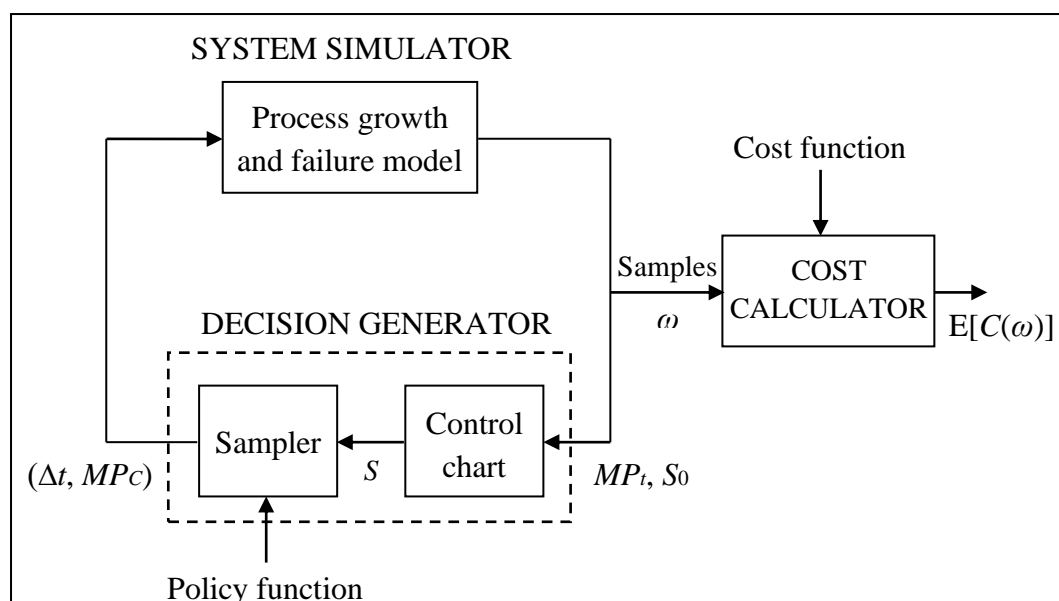 SYSTEM SIMULATOR
Process growth
and failure model
Cost function
Samples
ω
COST
CALCULATOR
E[C(ω)]
DECISION GENERATOR
Sampler
S
Control
chart
(Δt, MPC)
MPt, S0
Policy function